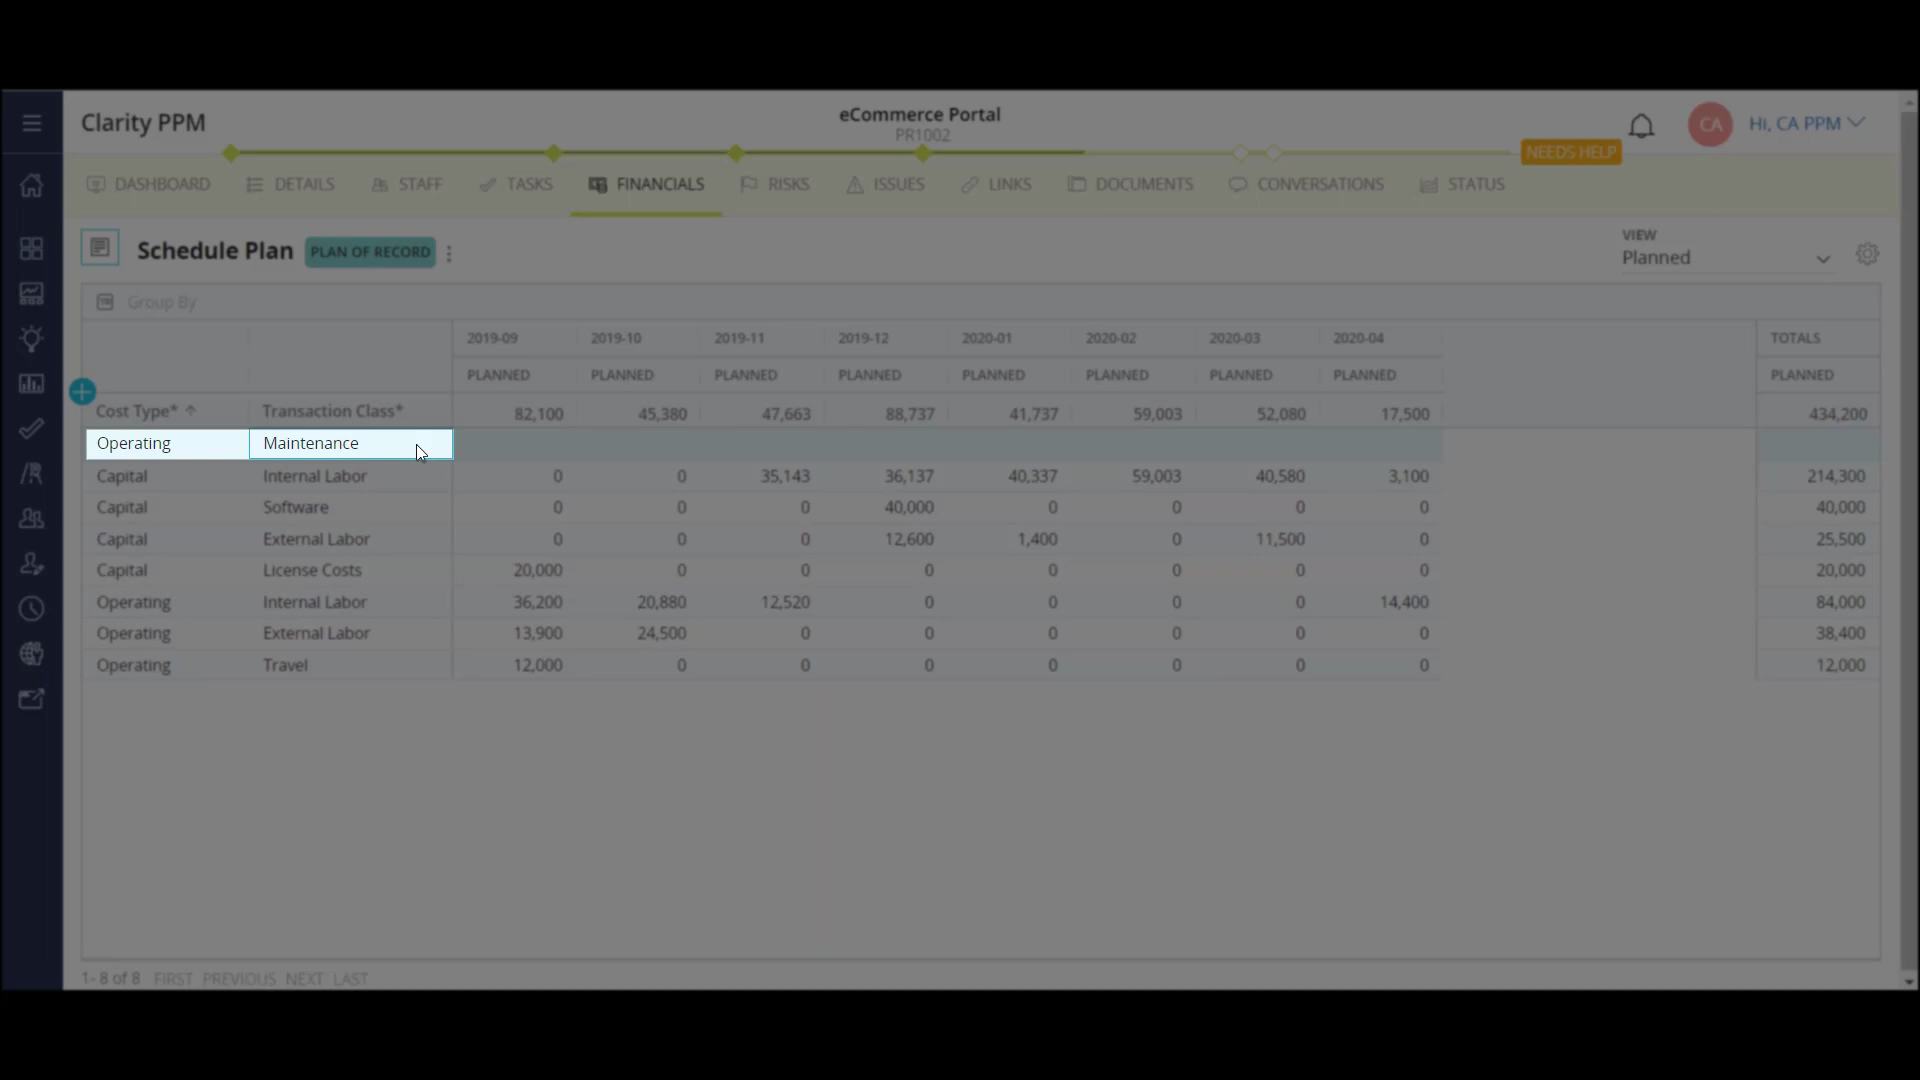 Clarity PPM
eCommerce Portal
PR1002
CA
Hi, CA PPM
NEEDS HELP
DASHBOARD DETAILS STAFF TASKS FINANCIALS RISKS ISSUES LINKS DOCUMENTS CONVERSATIONS STATUS
Schedule Plan PLAN OF RECORD
VIEW
Planned
Group By
2019-09 2019-10 2019-11 2019-12 2020-01 2020-02 2020-03 2020-04 TOTALS
PLANNED PLANNED PLANNED PLANNED PLANNED PLANNED PLANNED PLANNED PLANNED
Cost Type* Transaction Class* 82,100 45,380 47,663 88,737 41,737 59,003 52,080 17,500 434,200
Operating Maintenance
Capital Internal Labor 0 0 35,143 36,137 40,337 59,003 40,580 3,100 214,300
Capital Software 0 0 0 40,000 0 0 0 0 40,000
Capital External Labor 0 0 0 12,600 1,400 0 11,500 0 25,500
Capital License Costs 20,000 0 0 0 0 0 0 0 20,000
Operating Internal Labor 36,200 20,880 12,520 0 0 0 0 14,400 84,000
Operating External Labor 13,900 24,500 0 0 0 0 0 0 38,400
Operating Travel 12,000 0 0 0 0 0 0 0 12,000
1- 8 of 8 FIRST PREVIOUS NEXT LAST